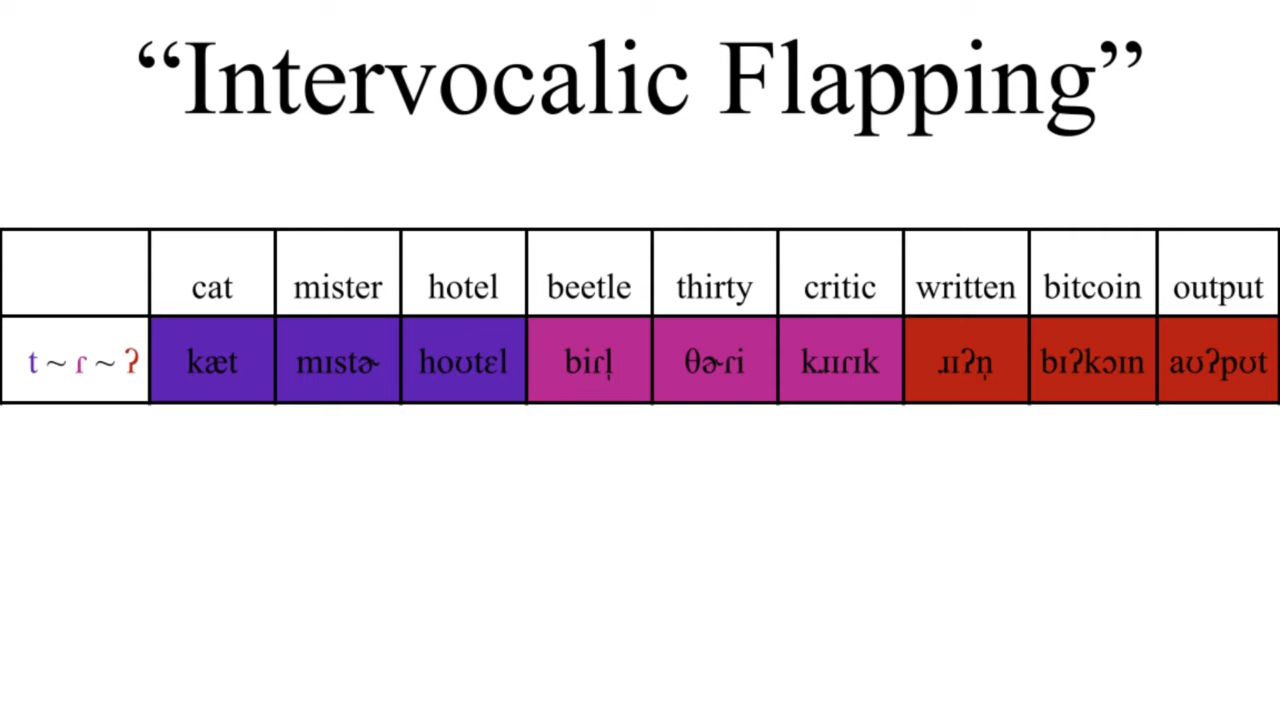 “Intervocalic Flapping”
cat mister hotel beetle thirty critic written bitcoin output
t ~ ɾ ~ ʔ kæt mɪstɚ hoʊtɛl biɾl̩ θɚɾi kɹɪɾɪk ɹɪʔn̩ bɪʔkɔɪn aʊʔpʊt